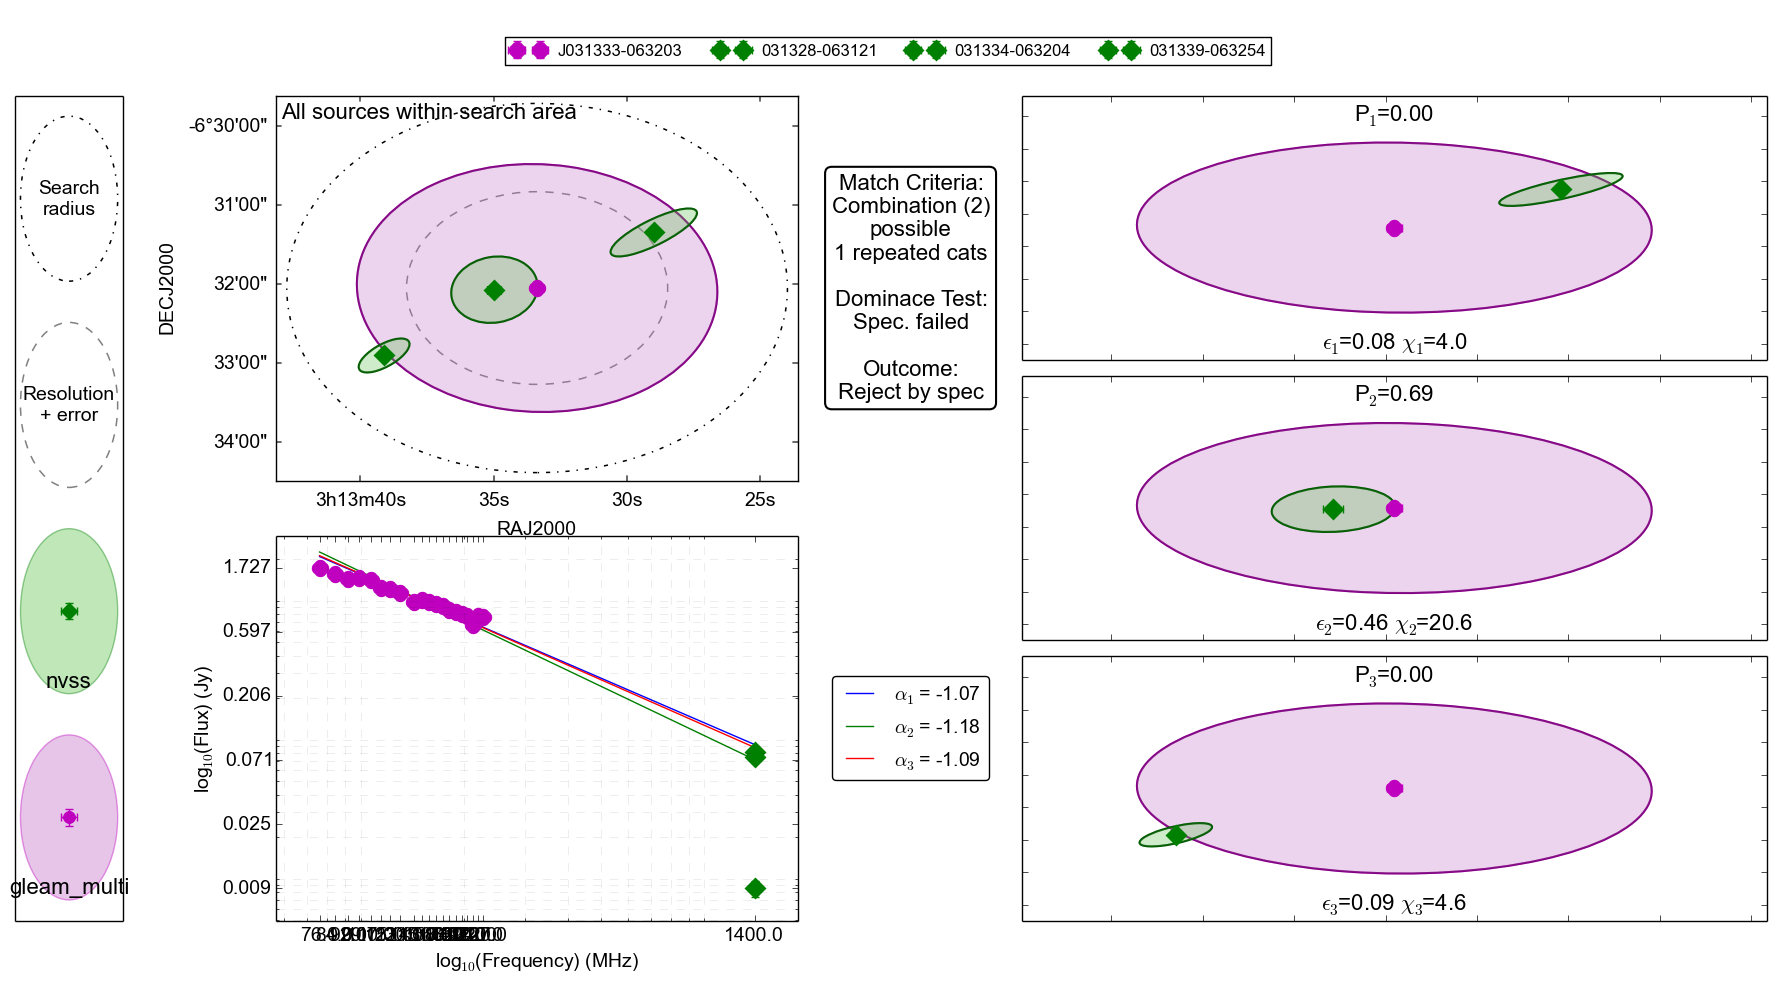 J031333-063203 031328-063121 031334-063204 031339-063254
Search
radius
Resolution
+ error
nvss
gleam_multi
All sources within search area
DECJ2000
-6°30'00"
31'00"
32'00"
33'00"
34'00"
3h13m40s 35s 30s 25s
RAJ2000
Match Criteria:
Combination (2)
possible
1 repeated cats
Dominace Test:
Spec. failed
Outcome:
Reject by spec
log10(Flux) (Jy)
1.727
0.597
0.206
0.071
0.025
0.009
1400.0
log10(Frequency) (MHz)
α1 = -1.07
α2 = -1.18
α3 = -1.09
P1=0.00
ϵ1=0.08 χ1=4.0
P2=0.69
ϵ2=0.46 χ2=20.6
P3=0.00
ϵ3=0.09 χ3=4.6